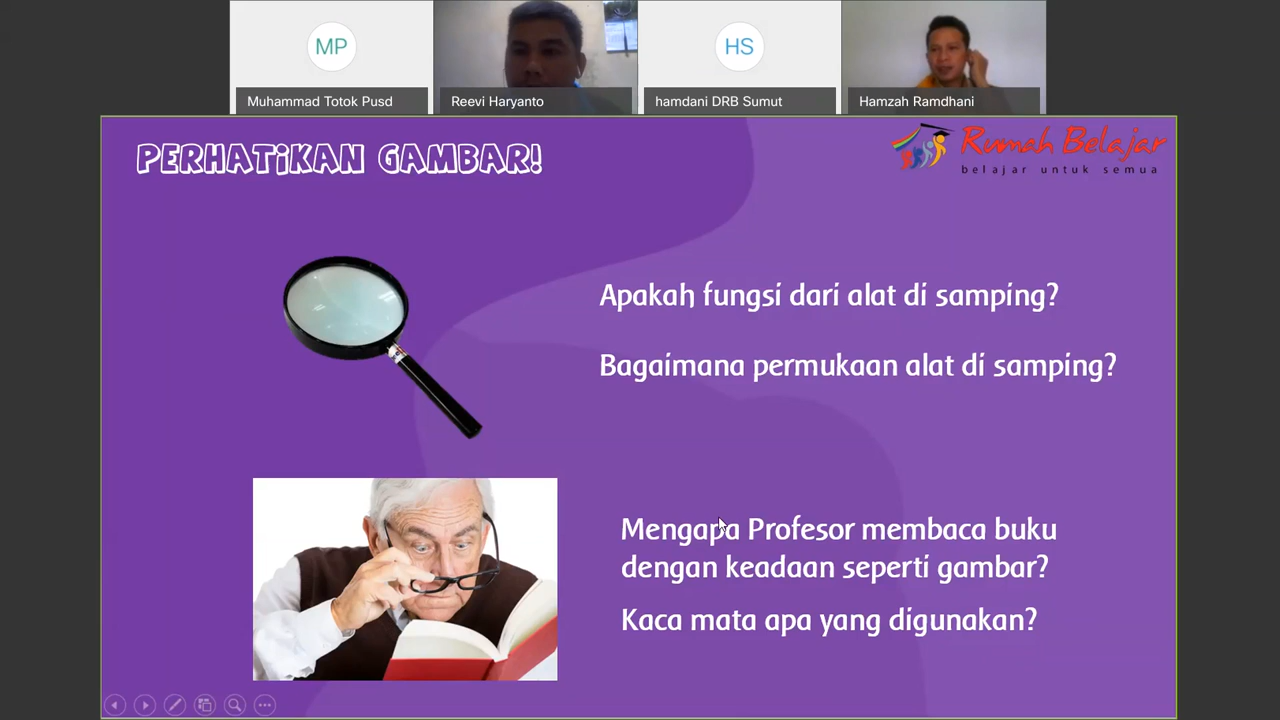 MP
HS
Muhammad Totok Pusd
Reevi Haryanto
hamdani DRB Sumut
Hamzah Ramdhani
PERHATiKAN GAMBAR!
Rumah Belajar
belajar untuk semua
Apakah fungsi dari alat di samping?
Bagaimana permukaan alat di samping?
Mengapa Profesor membaca buku
dengan keadaan seperti gambar?
Kaca mata apa yang digunakan?